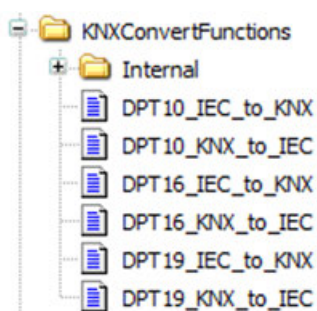 KNXConvertFunctions
Internal
DPT10_IEC_to_KNX
DPT10_KNX_to_IEC
DPT16_IEC_to_KNX
DPT16_KNX_to_IEC
DPT19_IEC_to_KNX
DPT19_KNX_to_IEC